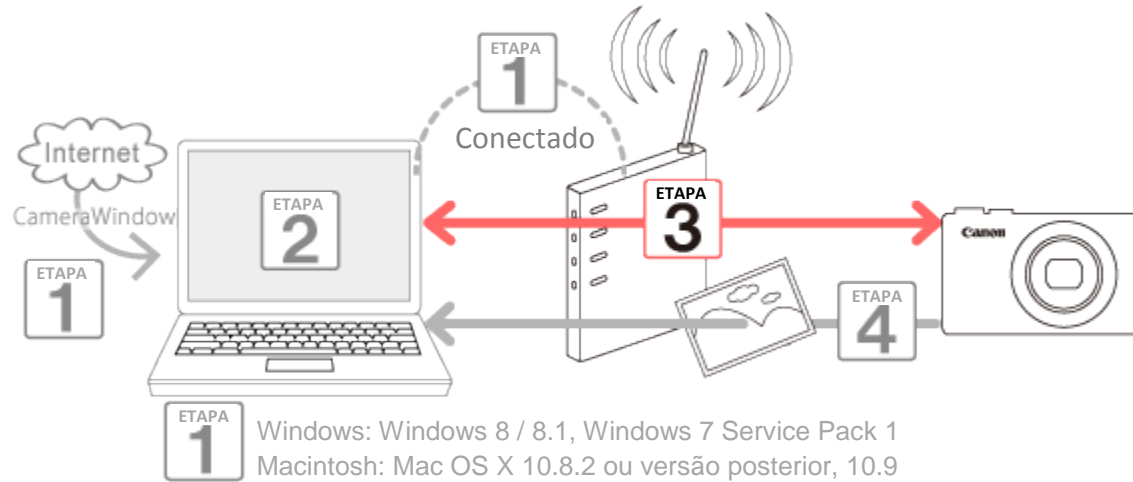 ETAPA
1
Conectado
Internet
CameraWindow
ETAPA
1
ETAPA
2
ETAPA
3
Canon
ETAPA
4
ETAPA
1
Windows: Windows 8 / 8.1, Windows 7 Service Pack 1
Macintosh: Mac OS X 10.8.2 ou versão posterior, 10.9